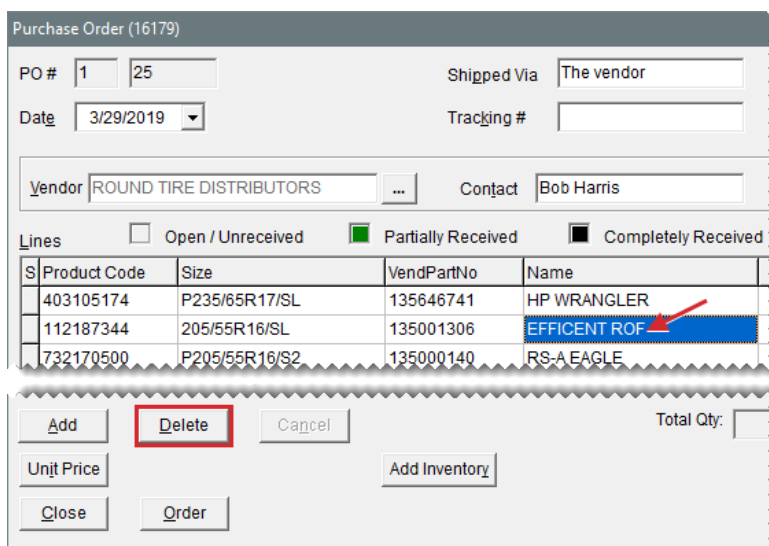 Purchase Order (16179)
PO # 1 25 Shipped Via The vendor
Date 3/29/2019 Tracking #
Vendor ROUND TIRE DISTRIBUTORS ... Contact Bob Harris
Lines Open / Unreceived Partially Received Completely Received
S Product Code Size VendPartNo Name
403105174 P235/65R17/SL 135646741 HP WRANGLER
112187344 205/55R16/SL 135001306 EFFICENT ROF
732170500 P205/55R16/S2 135000140 RS-A EAGLE
Add Delete Cancel Total Qty:
Unit Price Add Inventory
Close Order